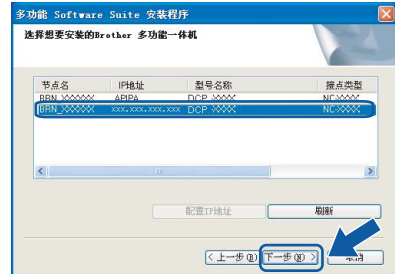 多功能 Software Suite 安装程序
选择想要安装的Brother 多功能一体机
节点名 IP地址 型号名称 接点类型
BRN_XXXXXX APIPA DCP-XXXX NC-XXXX
BRN_XXXXXX xxx.xxx.xxx.xxx DCP-XXXX NC-XXXX
配置IP地址 刷新
< 上一步(B) 下一步(N) > 取消